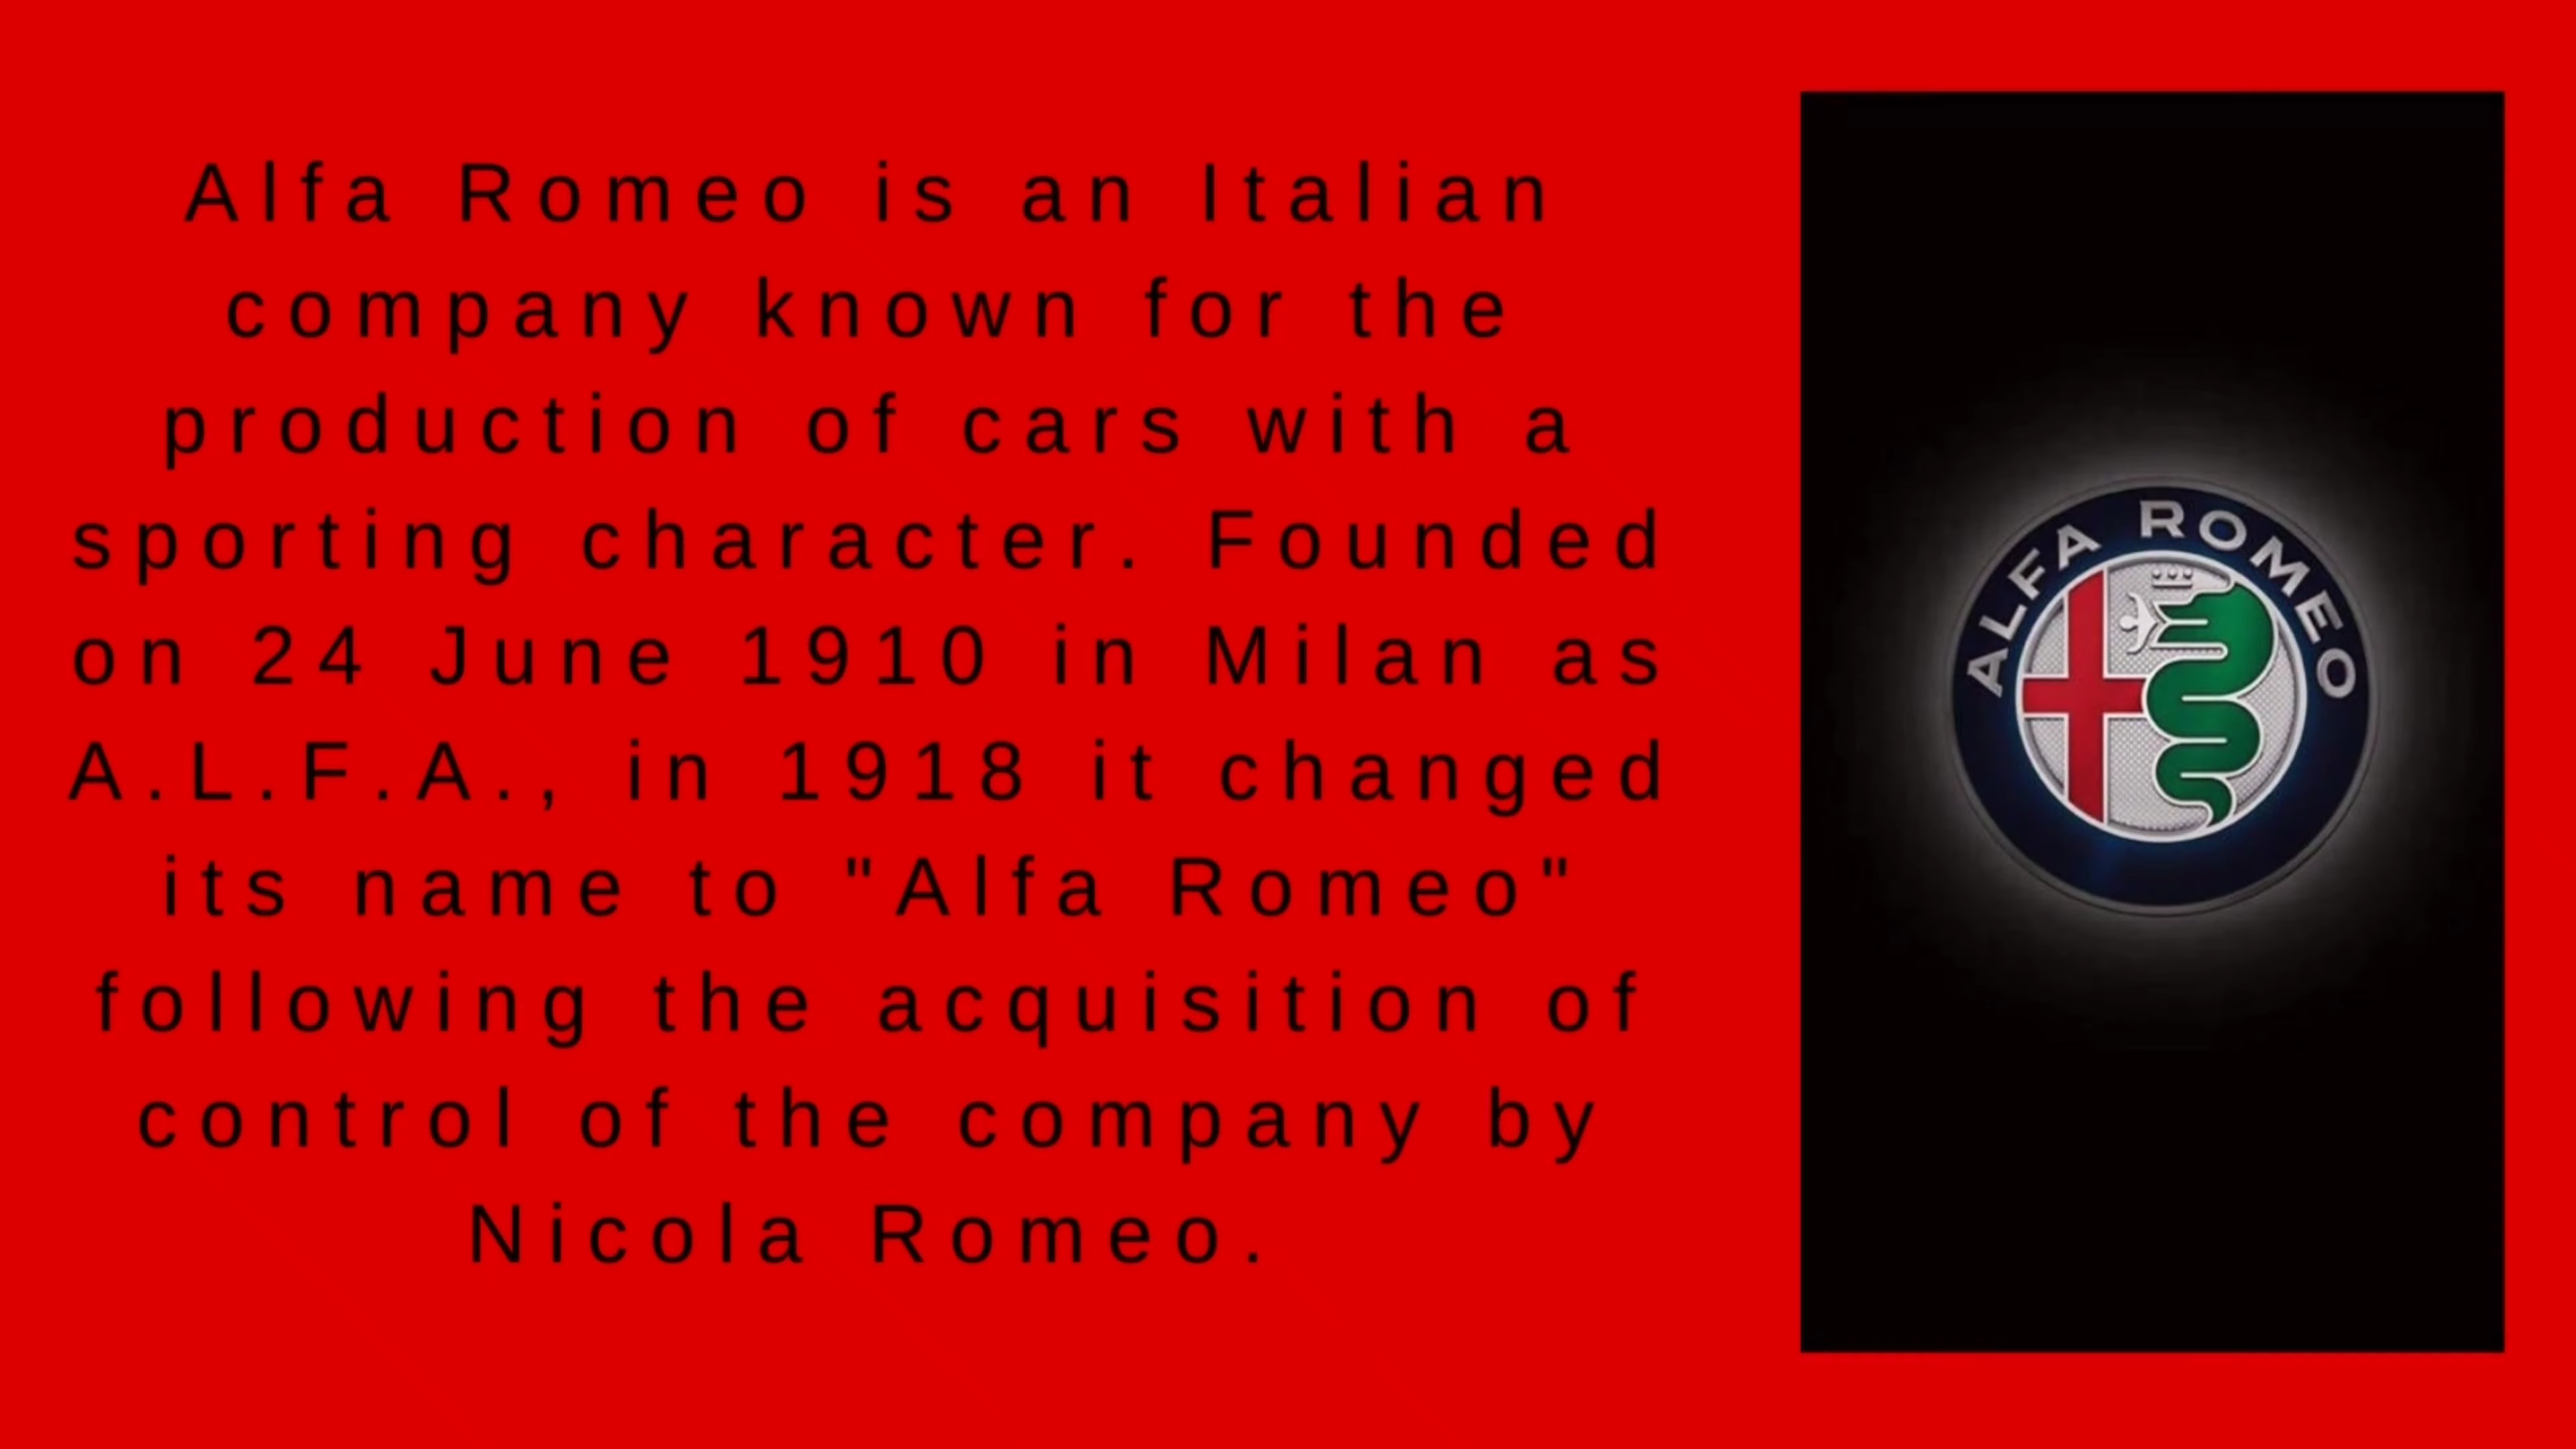 Alfa Romeo is an Italian
company known for the
production of cars with a
sporting character. Founded
on 24 June 1910 in Milan as
A.L.F.A., in 1918 it changed
its name to "Alfa Romeo"
following the acquisition of
control of the company by
Nicola Romeo.
ALFA ROMEO